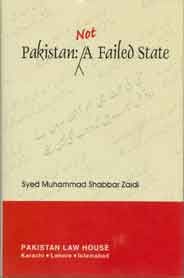 Not
Pakistan: A Failed State
Syed Muhammad Shabbar Zaidi
PAKISTAN LAW HOUSE
Karachi • Lahore • Islamabad